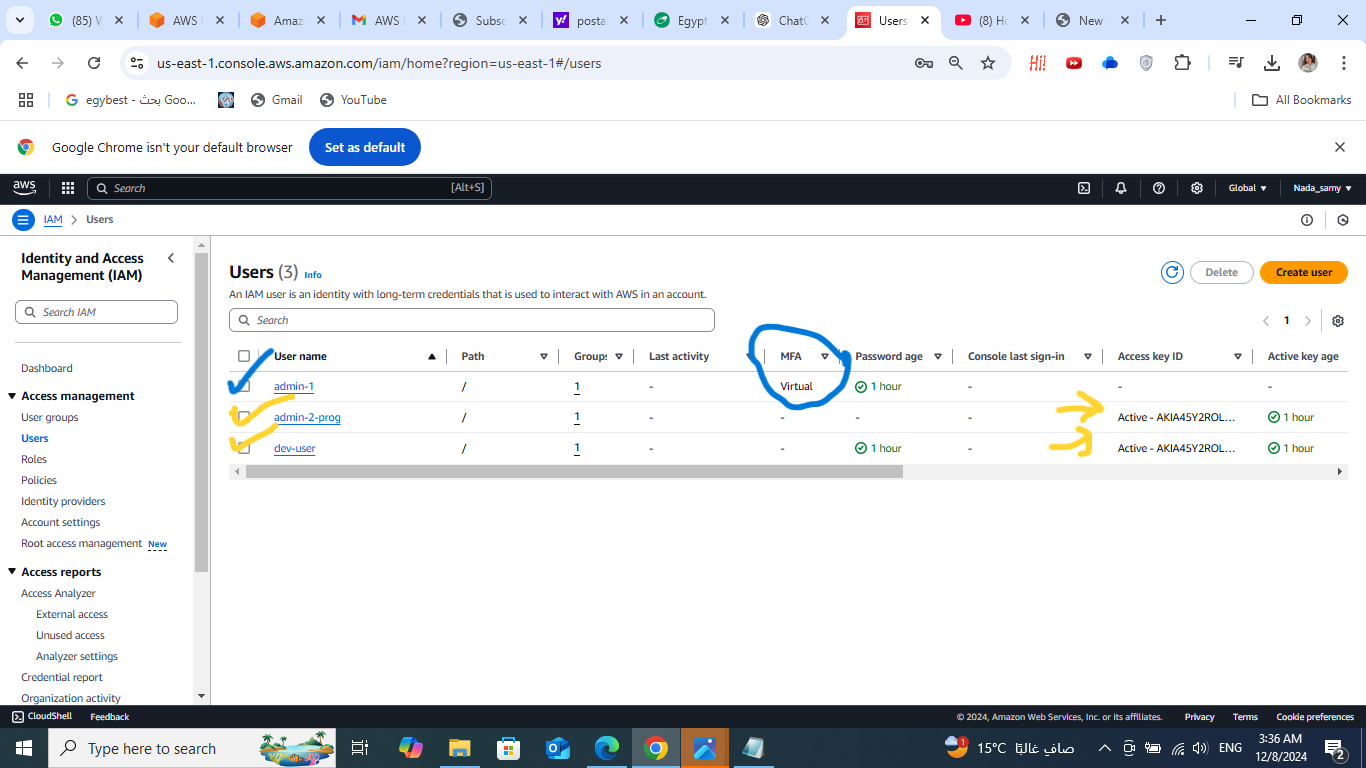 (85) W
AWS
Amaz
AWS
Subsc
posta
Egypt
Chat
Users
(8) Ho
New
us-east-1.console.aws.amazon.com/iam/home?region=us-east-1#/users
Hi!
egybest - بحث Goo...
Gmail
YouTube
All Bookmarks
Google Chrome isn't your default browser
Set as default
aws
Search
[Alt+S]
Global
Nada_samy
IAM
Users
Identity and Access
Management (IAM)
Search IAM
Dashboard
Access management
User groups
Users
Roles
Policies
Identity providers
Account settings
Root access management New
Access reports
Access Analyzer
External access
Unused access
Analyzer settings
Credential report
Organization activity
Users (3) Info
Delete
Create user
An IAM user is an identity with long-term credentials that is used to interact with AWS in an account.
Search
1
User name Path Groups Last activity MFA Password age Console last sign-in Access key ID Active key age
admin-1 / 1 - Virtual 1 hour - - -
admin-2-prog / 1 - - - - Active - AKIA45Y2ROL... 1 hour
dev-user / 1 - - 1 hour - Active - AKIA45Y2ROL... 1 hour
CloudShell
Feedback
© 2024, Amazon Web Services, Inc. or its affiliates.
Privacy
Terms
Cookie preferences
Type here to search
1
15°C صافٍ غالبًا
ENG
3:36 AM
12/8/2024
2